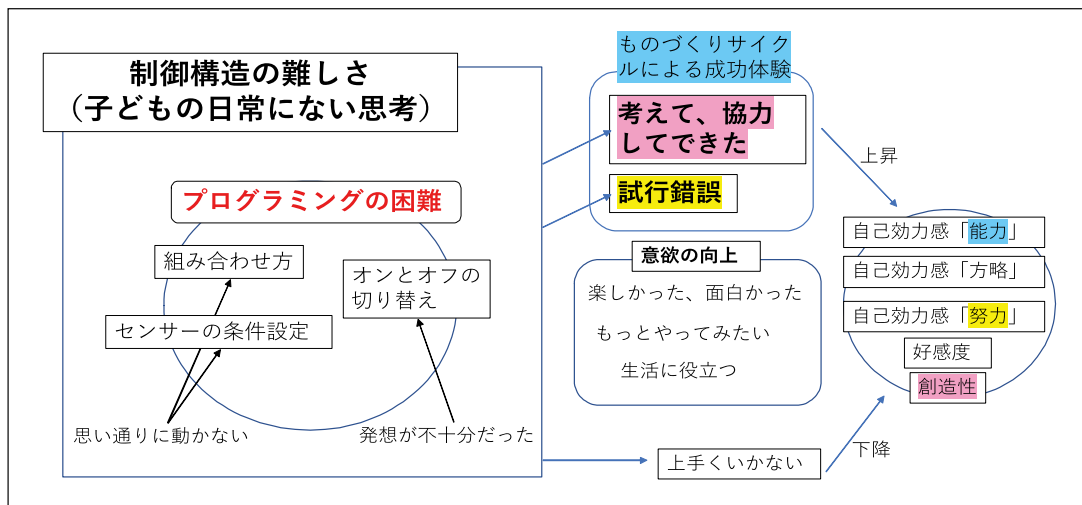 制御構造の難しさ
（子どもの日常にない思考）
プログラミングの困難
組み合わせ方
オンとオフの
切り替え
センサーの条件設定
思い通りに動かない
発想が不十分だった
ものづくりサイク
ルによる成功体験
考えて、協力
してできた
試行錯誤
意欲の向上
楽しかった、面白かった
もっとやってみたい
生活に役立つ
上手くいかない
上昇
下降
自己効力感「能力」
自己効力感「方略」
自己効力感「努力」
好感度
創造性